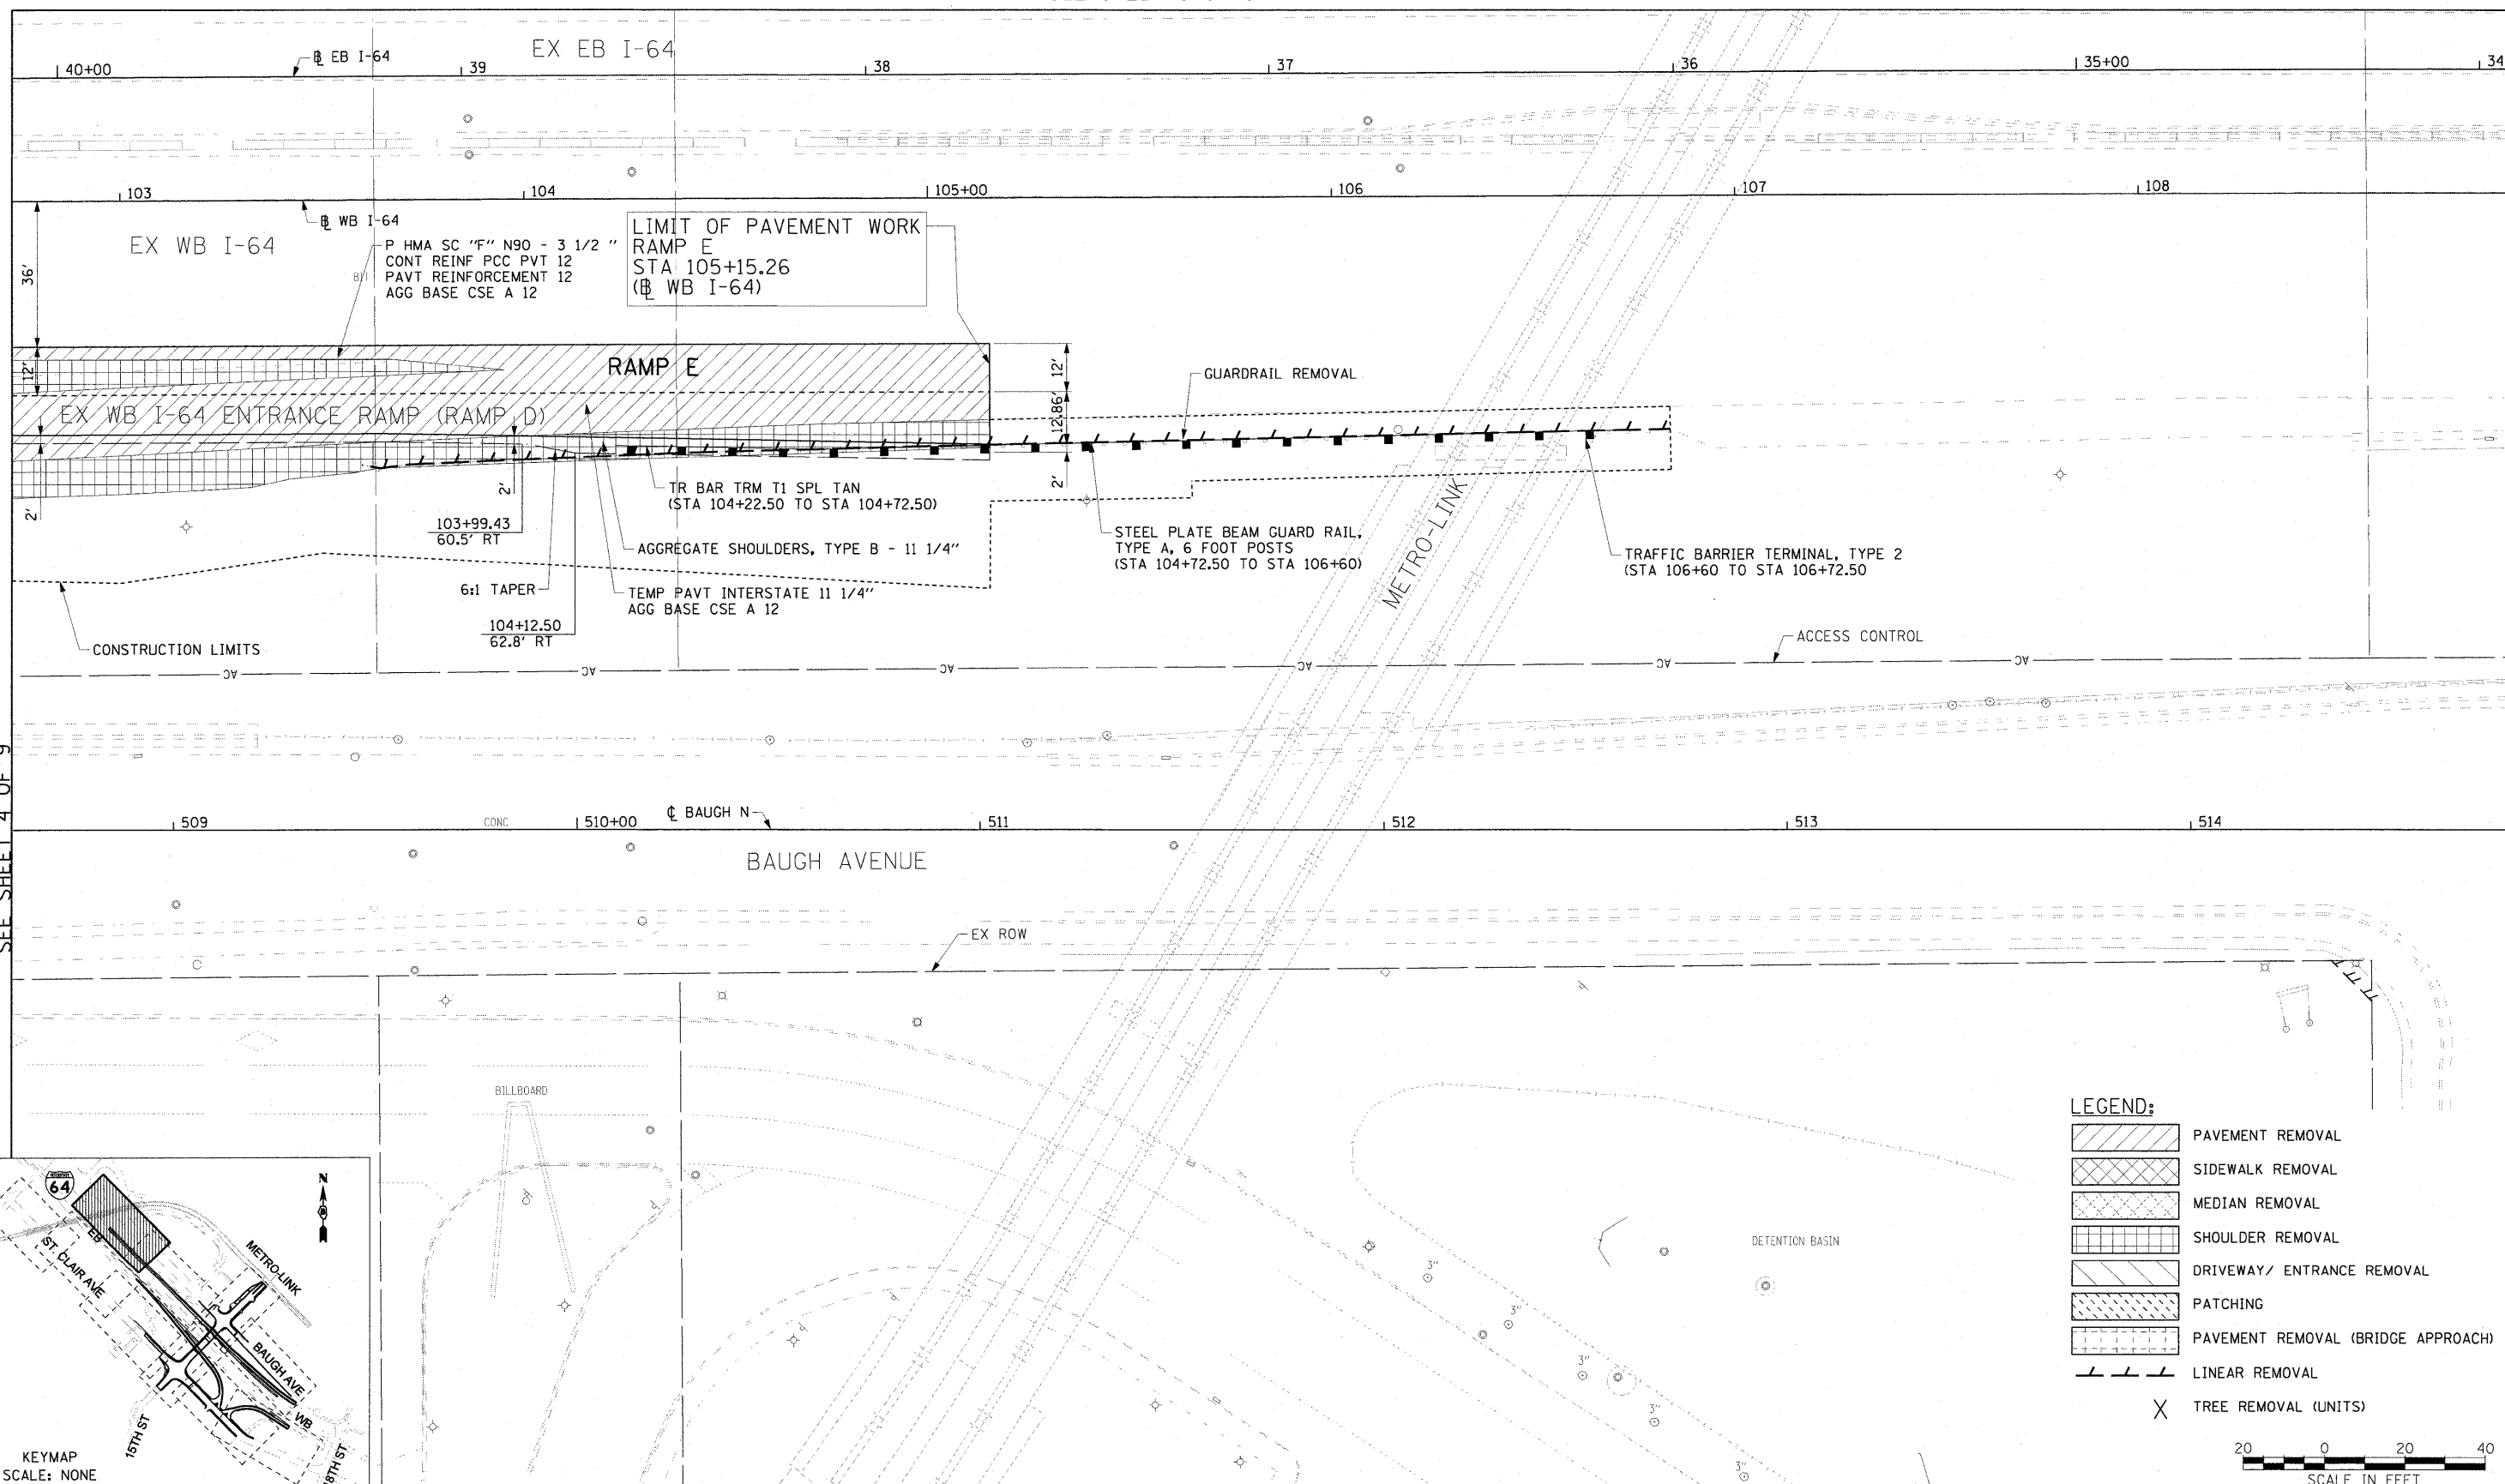 EX EB I-64
℄ EB I-64
40+00
39
38
37
36
35+00
34
103
104
105+00
106
107
108
℄ WB I-64
EX WB I-64
36'
P HMA SC "F" N90 - 3 1/2 "
CONT REINF PCC PVT 12
PAVT REINFORCEMENT 12
AGG BASE CSE A 12
LIMIT OF PAVEMENT WORK
RAMP E
STA 105+15.26
(℄ WB I-64)
12'
RAMP E
12'
GUARDRAIL REMOVAL
EX WB I-64 ENTRANCE RAMP (RAMP D)
12.86'
2'
2'
2'
TR BAR TRM T1 SPL TAN
(STA 104+22.50 TO STA 104+72.50)
103+99.43
60.5' RT
AGGREGATE SHOULDERS, TYPE B - 11 1/4"
STEEL PLATE BEAM GUARD RAIL,
TYPE A, 6 FOOT POSTS
(STA 104+72.50 TO STA 106+60)
METRO-LINK
TRAFFIC BARRIER TERMINAL, TYPE 2
(STA 106+60 TO STA 106+72.50
6:1 TAPER
TEMP PAVT INTERSTATE 11 1/4"
AGG BASE CSE A 12
104+12.50
62.8' RT
CONSTRUCTION LIMITS
ACCESS CONTROL
AC
AC
AC
AC
AC
AC
SEE SHEET 4 OF 9
509
CONC
510+00
℄ BAUGH N
511
512
513
514
BAUGH AVENUE
EX ROW
BILLBOARD
DETENTION BASIN
3"
3"
3"
3"
3"
LEGEND:
PAVEMENT REMOVAL
SIDEWALK REMOVAL
MEDIAN REMOVAL
SHOULDER REMOVAL
DRIVEWAY/ ENTRANCE REMOVAL
PATCHING
PAVEMENT REMOVAL (BRIDGE APPROACH)
LINEAR REMOVAL
X TREE REMOVAL (UNITS)
20 0 20 40
SCALE IN FEET
INTERSTATE
64
N
EB
ST. CLAIR AVE
METRO-LINK
BAUGH AVE
WB
15TH ST
18TH ST
KEYMAP
SCALE: NONE